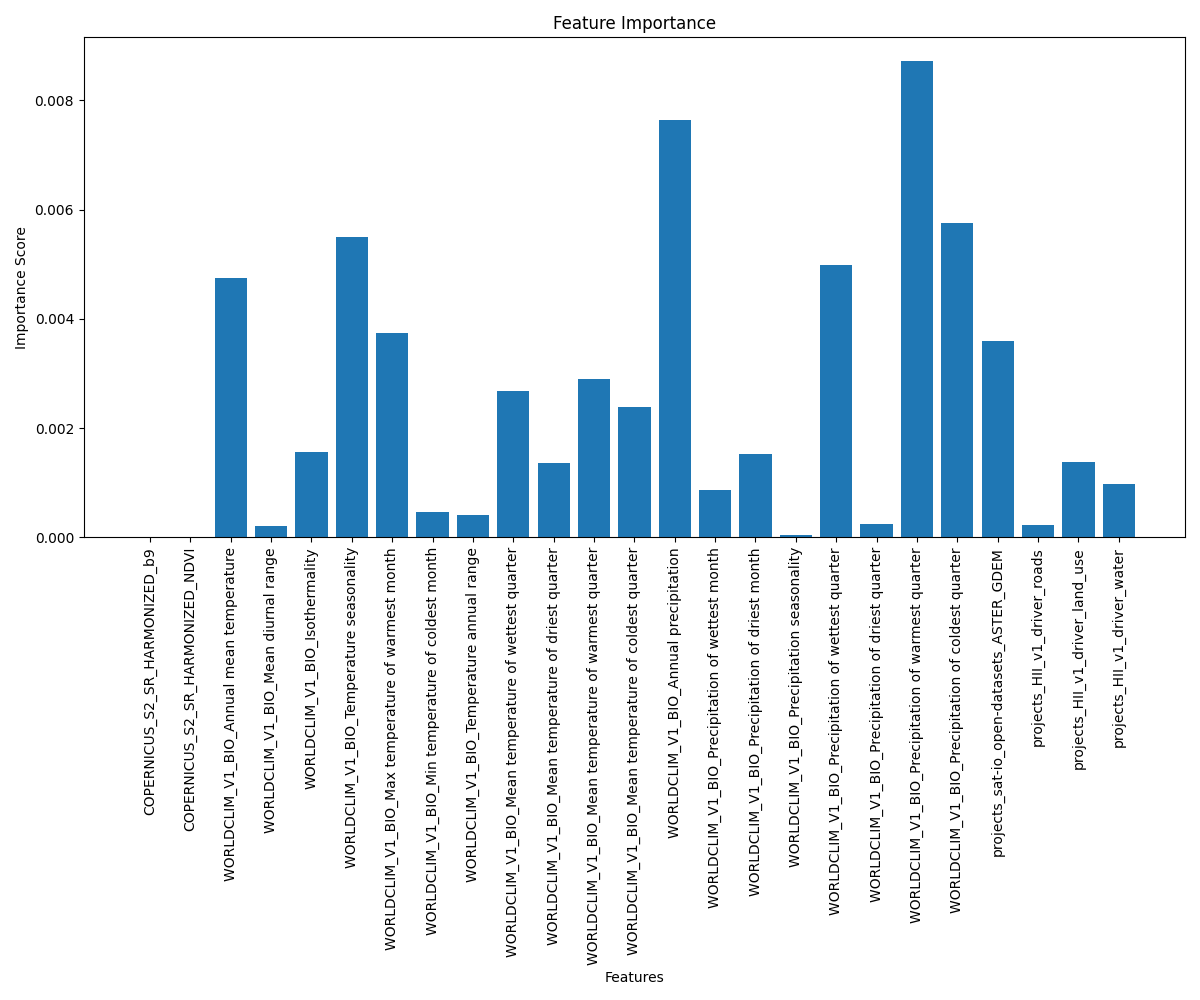 Feature Importance
Importance Score
0.008
0.006
0.004
0.002
0.000
COPERNICUS_S2_SR_HARMONIZED_b9
COPERNICUS_S2_SR_HARMONIZED_NDVI
WORLDCLIM_V1_BIO_Annual mean temperature
WORLDCLIM_V1_BIO_Mean diurnal range
WORLDCLIM_V1_BIO_Isothermality
WORLDCLIM_V1_BIO_Temperature seasonality
WORLDCLIM_V1_BIO_Max temperature of warmest month
WORLDCLIM_V1_BIO_Min temperature of coldest month
WORLDCLIM_V1_BIO_Temperature annual range
WORLDCLIM_V1_BIO_Mean temperature of wettest quarter
WORLDCLIM_V1_BIO_Mean temperature of driest quarter
WORLDCLIM_V1_BIO_Mean temperature of warmest quarter
WORLDCLIM_V1_BIO_Mean temperature of coldest quarter
WORLDCLIM_V1_BIO_Annual precipitation
WORLDCLIM_V1_BIO_Precipitation of wettest month
WORLDCLIM_V1_BIO_Precipitation of driest month
WORLDCLIM_V1_BIO_Precipitation seasonality
WORLDCLIM_V1_BIO_Precipitation of wettest quarter
WORLDCLIM_V1_BIO_Precipitation of driest quarter
WORLDCLIM_V1_BIO_Precipitation of warmest quarter
WORLDCLIM_V1_BIO_Precipitation of coldest quarter
projects_sat-io_open-datasets_ASTER_GDEM
projects_HII_v1_driver_roads
projects_HII_v1_driver_land_use
projects_HII_v1_driver_water
Features